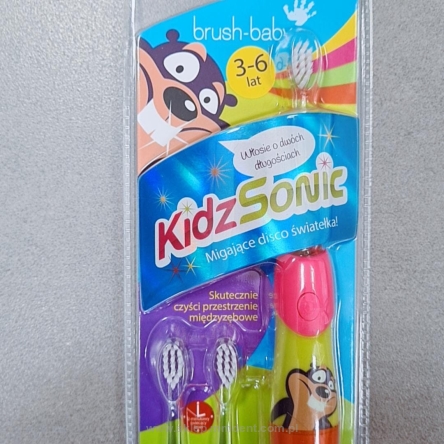 brush-baby
3-6
lat
Włosie o dwóch
długościach
KidzSonic
Migające disco światełka!
Skutecznie
czyści przestrzenie
międzyzębowe